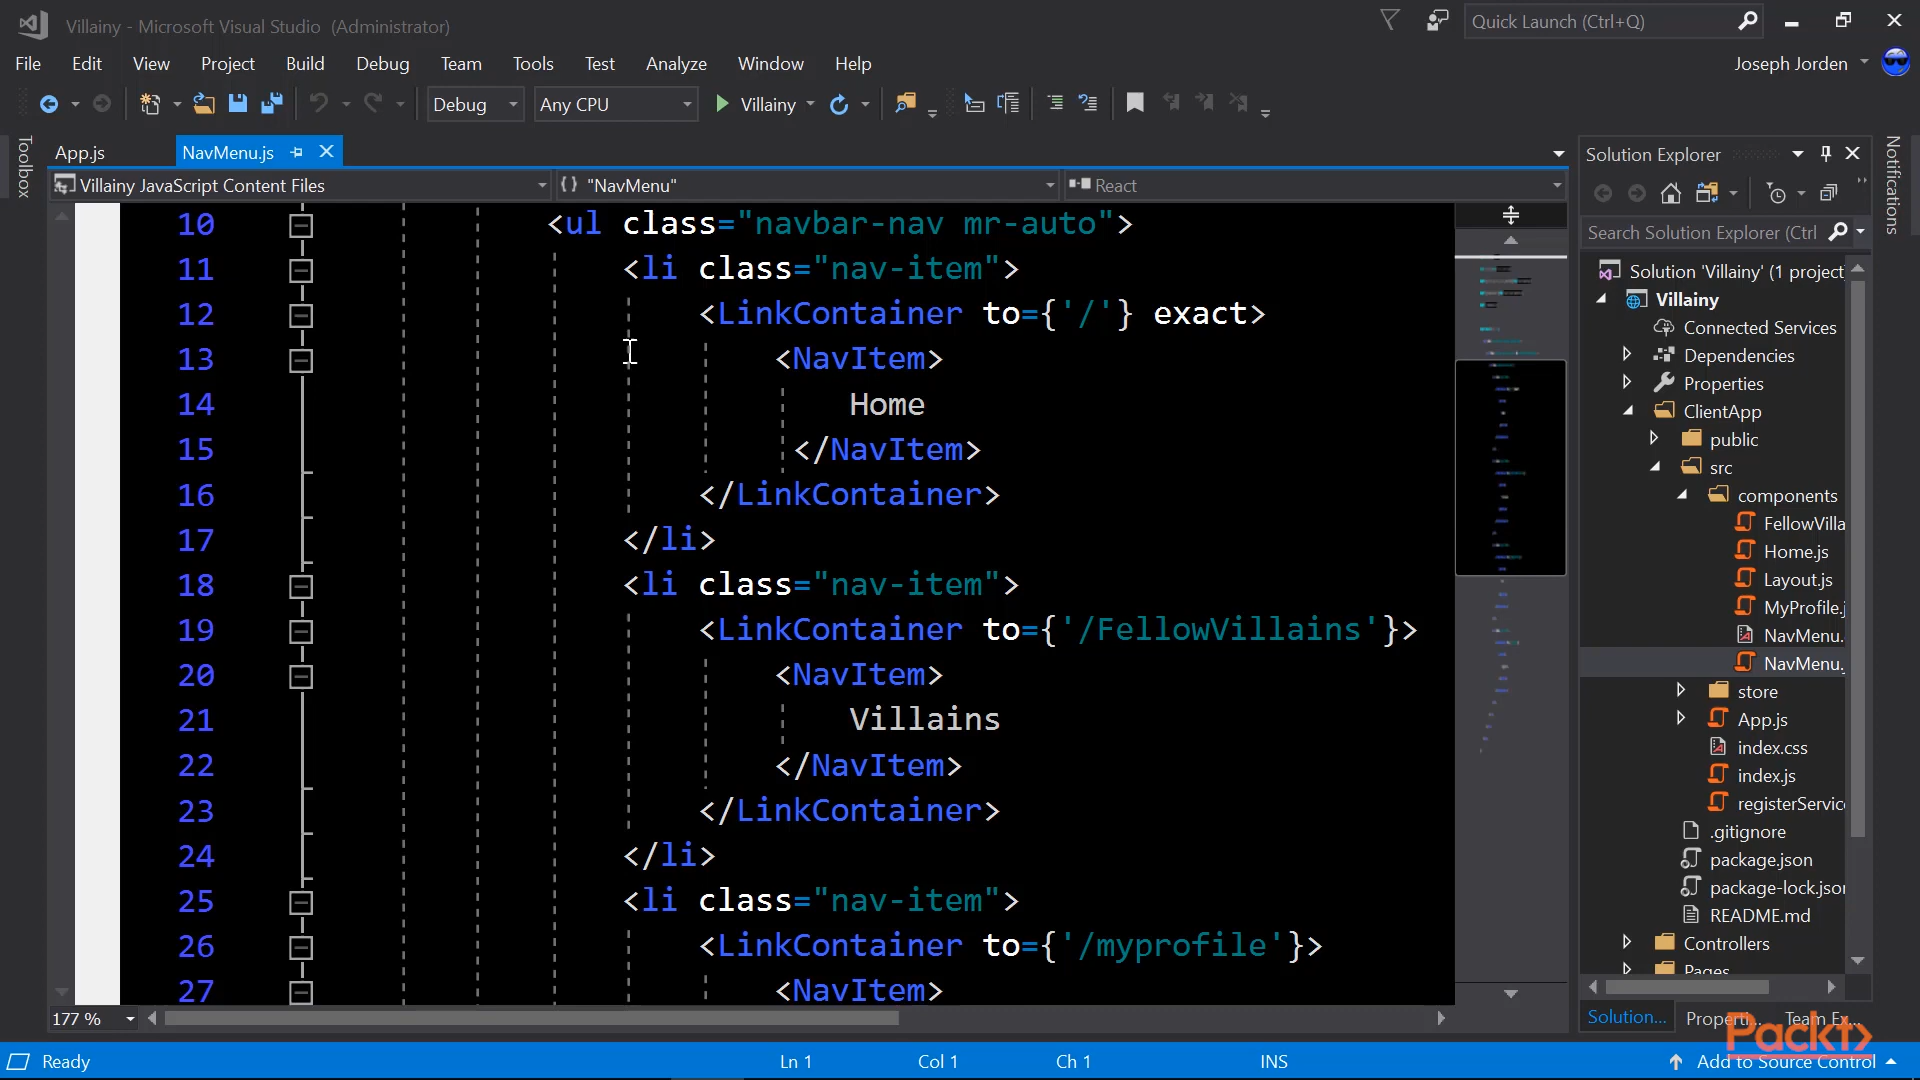 Villainy - Microsoft Visual Studio (Administrator)
Quick Launch (Ctrl+Q)
File Edit View Project Build Debug Team Tools Test Analyze Window Help
Joseph Jorden
Debug Any CPU Villainy
Toolbox
App.js NavMenu.js
Villainy JavaScript Content Files {} "NavMenu" React
10 <ul class="navbar-nav mr-auto">
11 <li class="nav-item">
12 <LinkContainer to={'/'} exact>
13 <NavItem>
14 Home
15 </NavItem>
16 </LinkContainer>
17 </li>
18 <li class="nav-item">
19 <LinkContainer to={'/FellowVillains'}>
20 <NavItem>
21 Villains
22 </NavItem>
23 </LinkContainer>
24 </li>
25 <li class="nav-item">
26 <LinkContainer to={'/myprofile'}>
27 <NavItem>
177 %
Solution Explorer
Notifications
Search Solution Explorer (Ctrl
Solution 'Villainy' (1 project
Villainy
Connected Services
Dependencies
Properties
ClientApp
public
src
components
FellowVilla
Home.js
Layout.js
MyProfile.j
NavMenu.
NavMenu.
store
App.js
index.css
index.js
registerServic
.gitignore
package.json
package-lock.json
README.md
Controllers
Pages
Solution... Properti... Team Ex...
Packt>
Ready Ln 1 Col 1 Ch 1 INS Add to Source Control